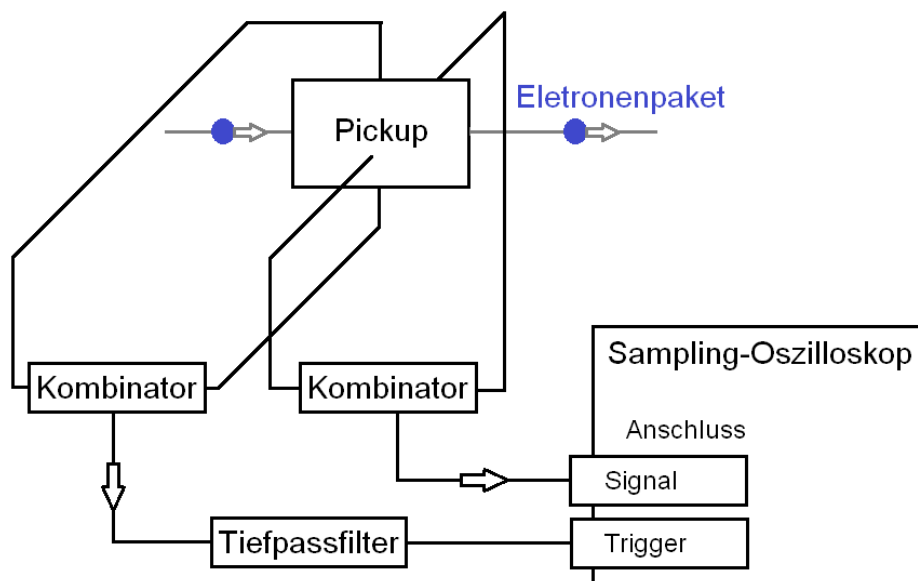 Eletronenpaket
Pickup
Sampling-Oszilloskop
Kombinator
Kombinator
Anschluss
Signal
Tiefpassfilter
Trigger